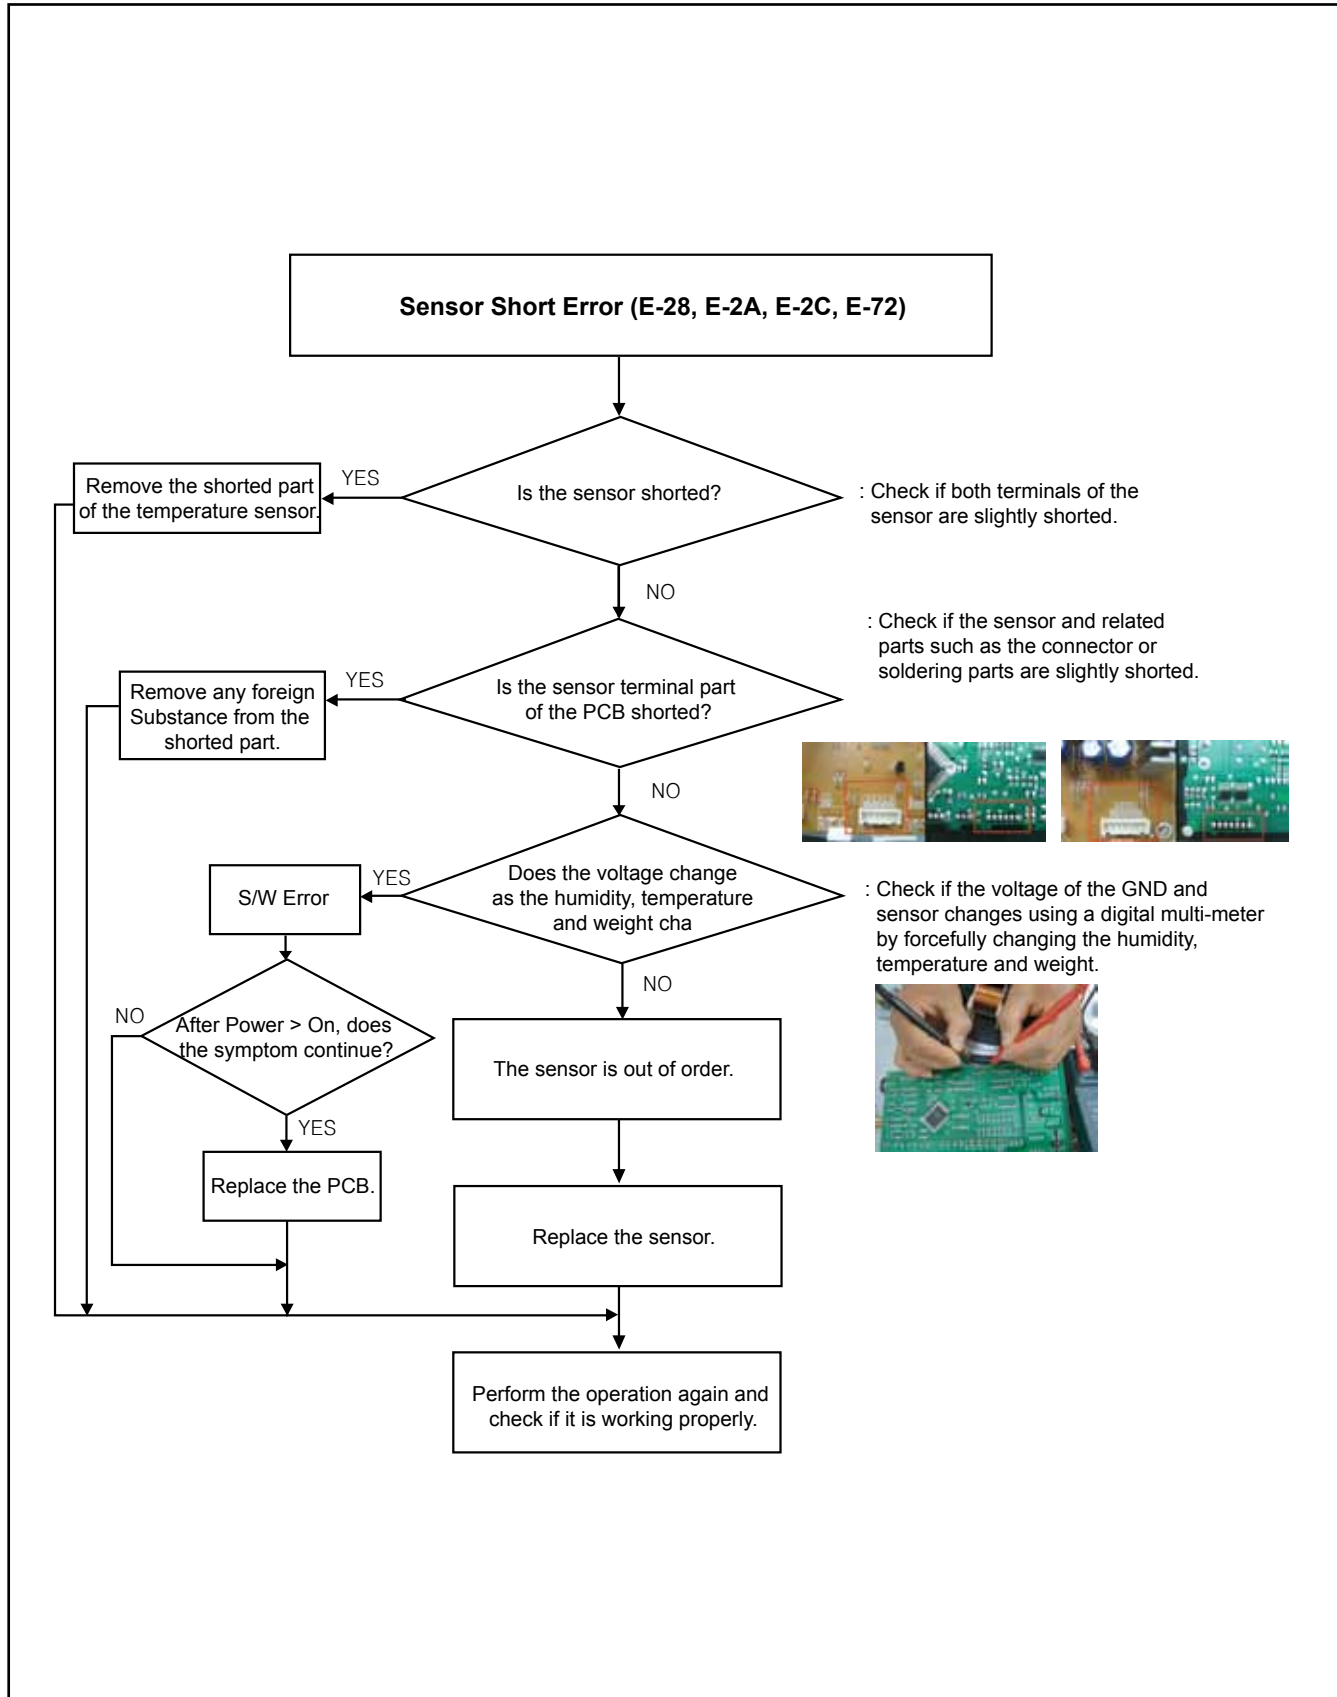 Sensor Short Error (E-28, E-2A, E-2C, E-72)
YES
Remove the shorted part
of the temperature sensor.
Is the sensor shorted?
: Check if both terminals of the
sensor are slightly shorted.
NO
: Check if the sensor and related
parts such as the connector or
soldering parts are slightly shorted.
YES
Remove any foreign
Substance from the
shorted part.
Is the sensor terminal part
of the PCB shorted?
NO
YES
S/W Error
Does the voltage change
as the humidity, temperature
and weight cha
: Check if the voltage of the GND and
sensor changes using a digital multi-meter
by forcefully changing the humidity,
temperature and weight.
NO
NO
After Power > On, does
the symptom continue?
The sensor is out of order.
YES
Replace the PCB.
Replace the sensor.
Perform the operation again and
check if it is working properly.